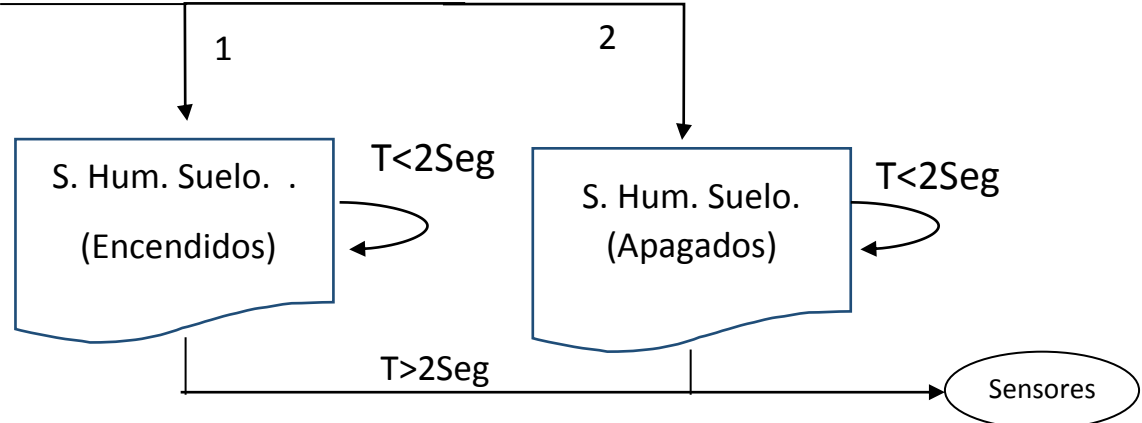 1
2
S. Hum. Suelo. .
(Encendidos)
T<2Seg
S. Hum. Suelo.
(Apagados)
T<2Seg
T>2Seg
Sensores